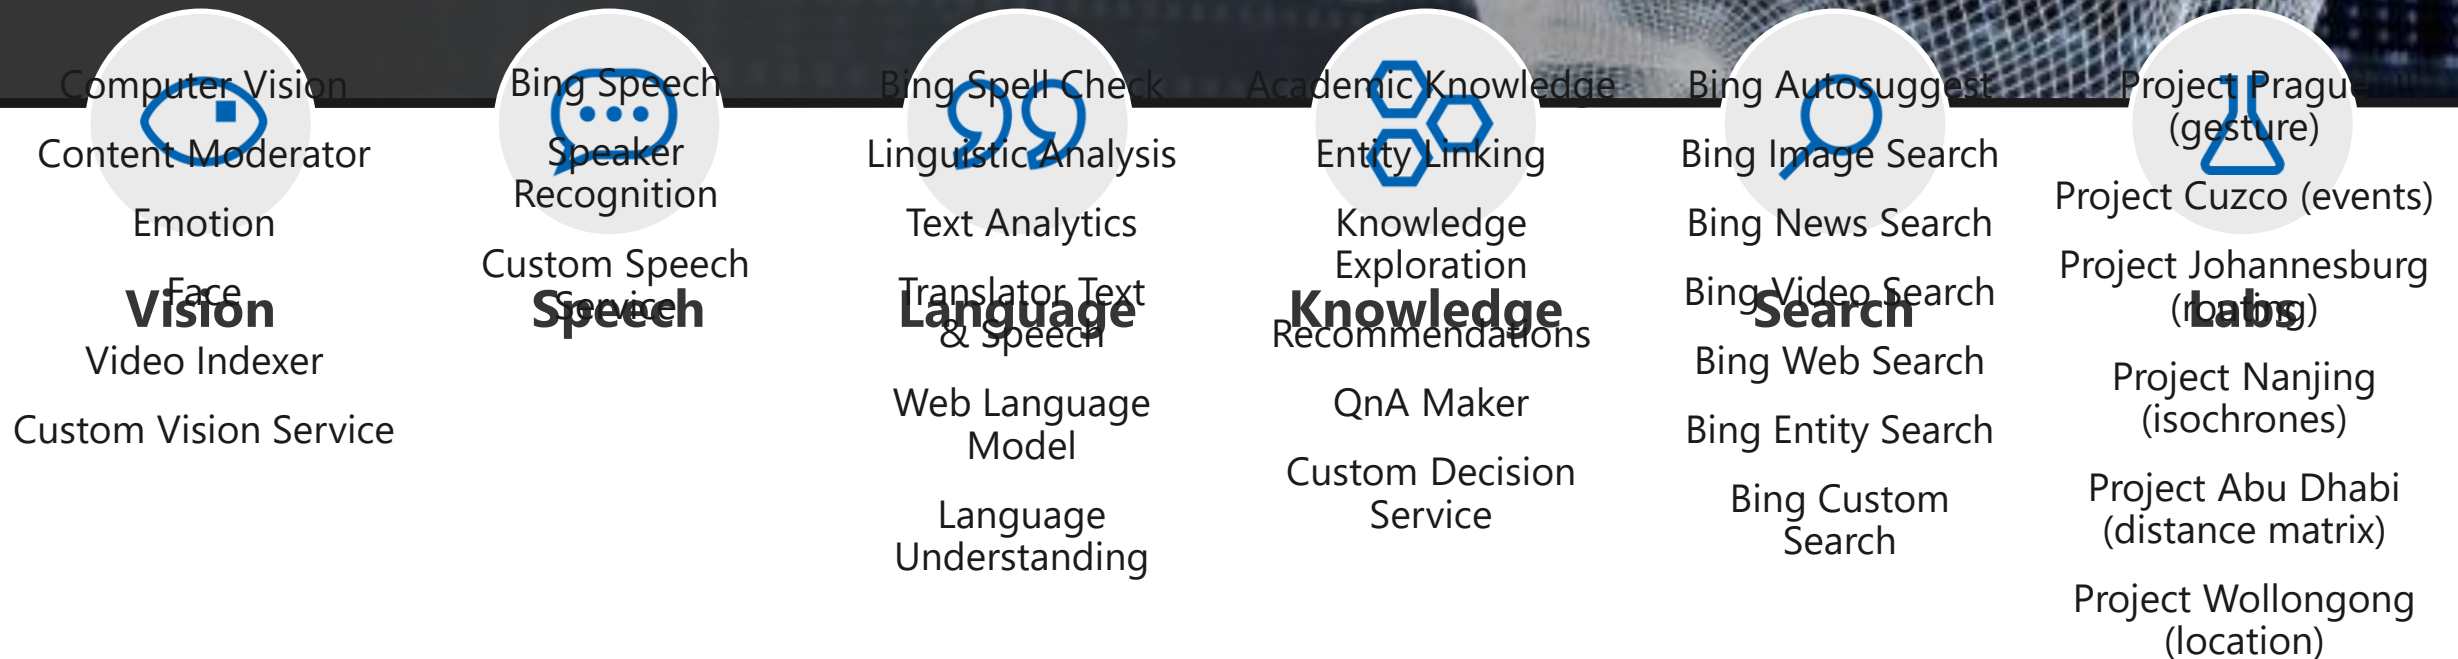 Computer Vision
Content Moderator
Emotion
Face
Vision
Video Indexer
Custom Vision Service
Bing Speech
Speaker
Recognition
Custom Speech
Service
Speech
Bing Spell Check
Linguistic Analysis
Text Analytics
Translator Text
Language
& Speech
Web Language
Model
Language
Understanding
Academic Knowledge
Entity Linking
Knowledge
Exploration
Knowledge
Recommendations
QnA Maker
Custom Decision
Service
Bing Autosuggest
Bing Image Search
Bing News Search
Bing Video Search
Search
Bing Web Search
Bing Entity Search
Bing Custom
Search
Project Prague
(gesture)
Project Cuzco (events)
Project Johannesburg
(routing)
Labs
Project Nanjing
(isochrones)
Project Abu Dhabi
(distance matrix)
Project Wollongong
(location)